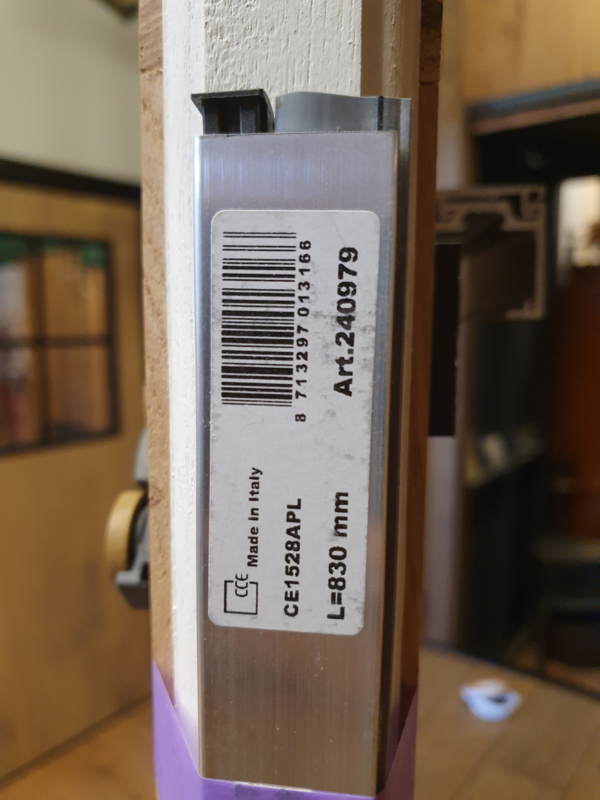 8 713297 013166
Art.240979
CCE Made in Italy
CE1528APL
L=830 mm